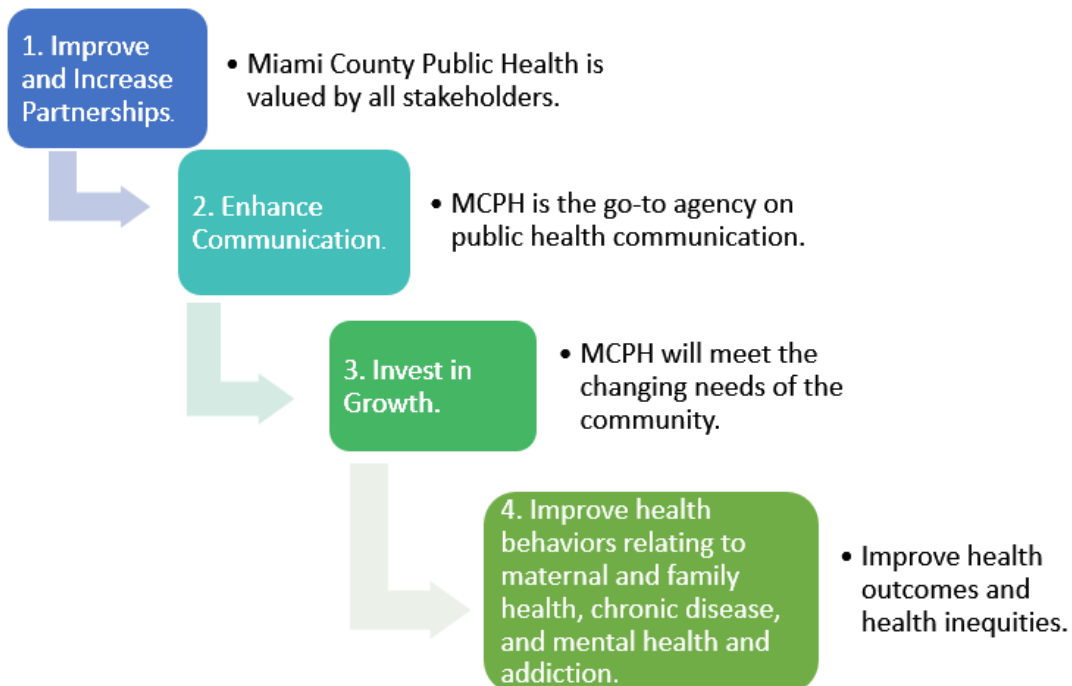 1. Improve
and Increase
Partnerships.
• Miami County Public Health is
valued by all stakeholders.
2. Enhance
Communication.
• MCPH is the go-to agency on
public health communication.
3. Invest in
Growth.
• MCPH will meet the
changing needs of the
community.
4. Improve health
behaviors relating to
maternal and family
health, chronic disease,
and mental health and
addiction.
• Improve health
outcomes and
health inequities.